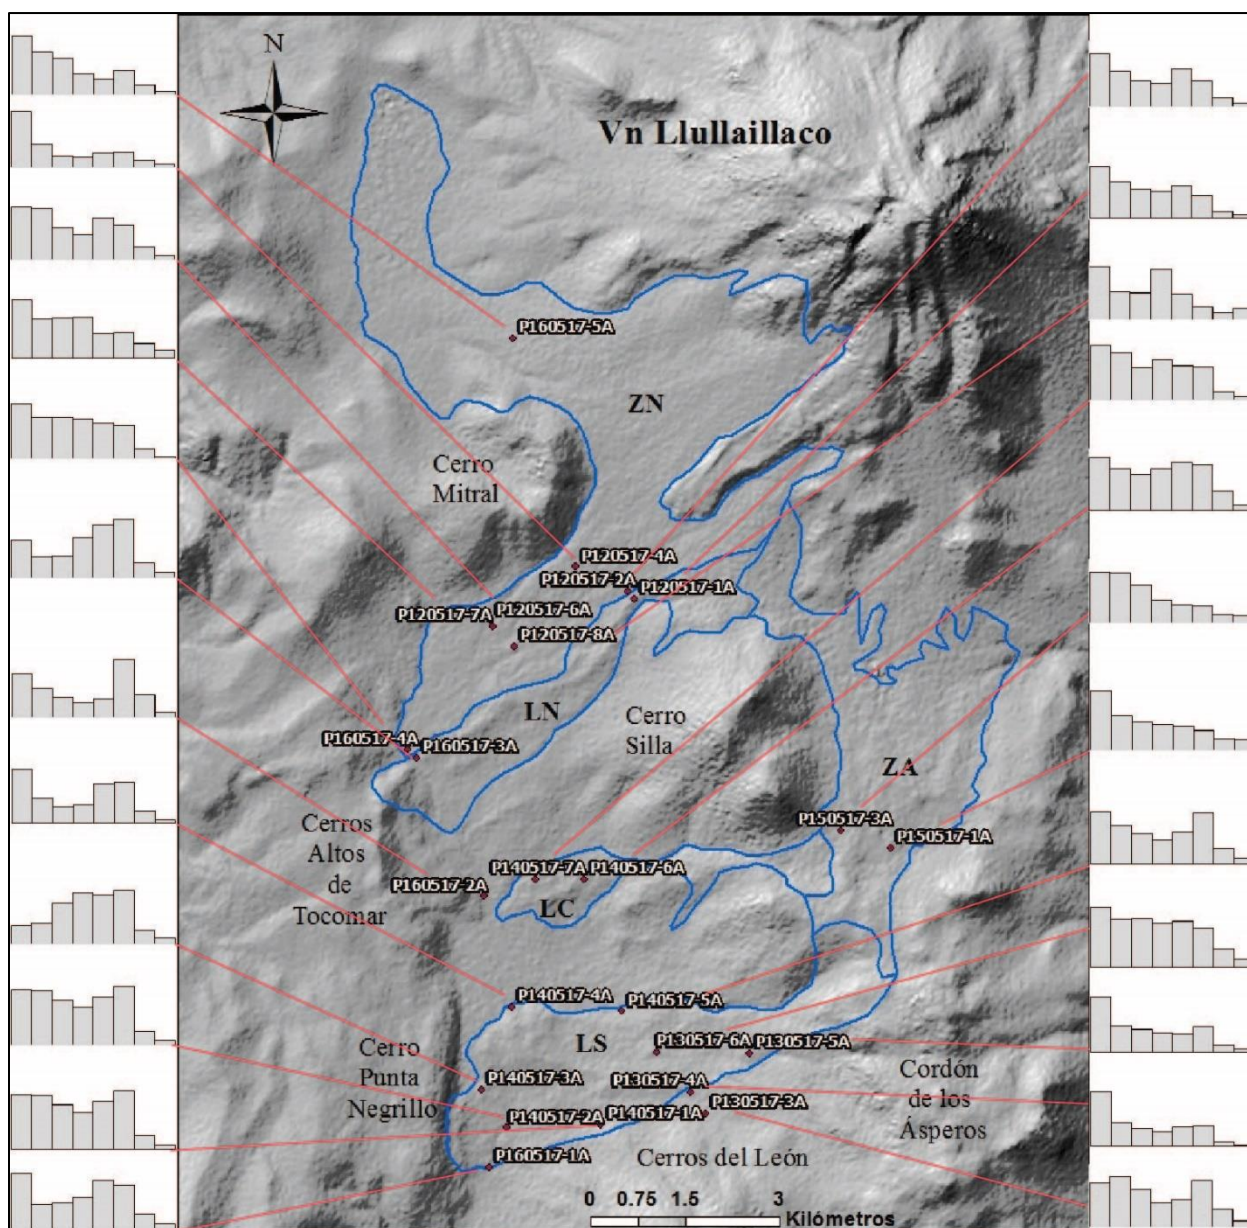 N
Vn Llullaillaco
P160517-5A
ZN
Cerro
Mitral
P120517-4A
P120517-2A
P120517-1A
P120517-7A
P120517-6A
P120517-8A
LN
Cerro
Silla
P160517-4A
P160517-3A
ZA
Cerros
Altos
de
Tocomar
P150517-3A
P150517-1A
P140517-7A
P140517-6A
P160517-2A
LC
P140517-4A
P140517-5A
LS
P130517-6A
P130517-5A
Cerro
Punta
Negrillo
P140517-3A
P130517-4A
Cordón
de los
Ásperos
P140517-2A
P140517-1A
P130517-3A
P160517-1A
Cerros del León
0 0.75 1.5 3
Kilómetros